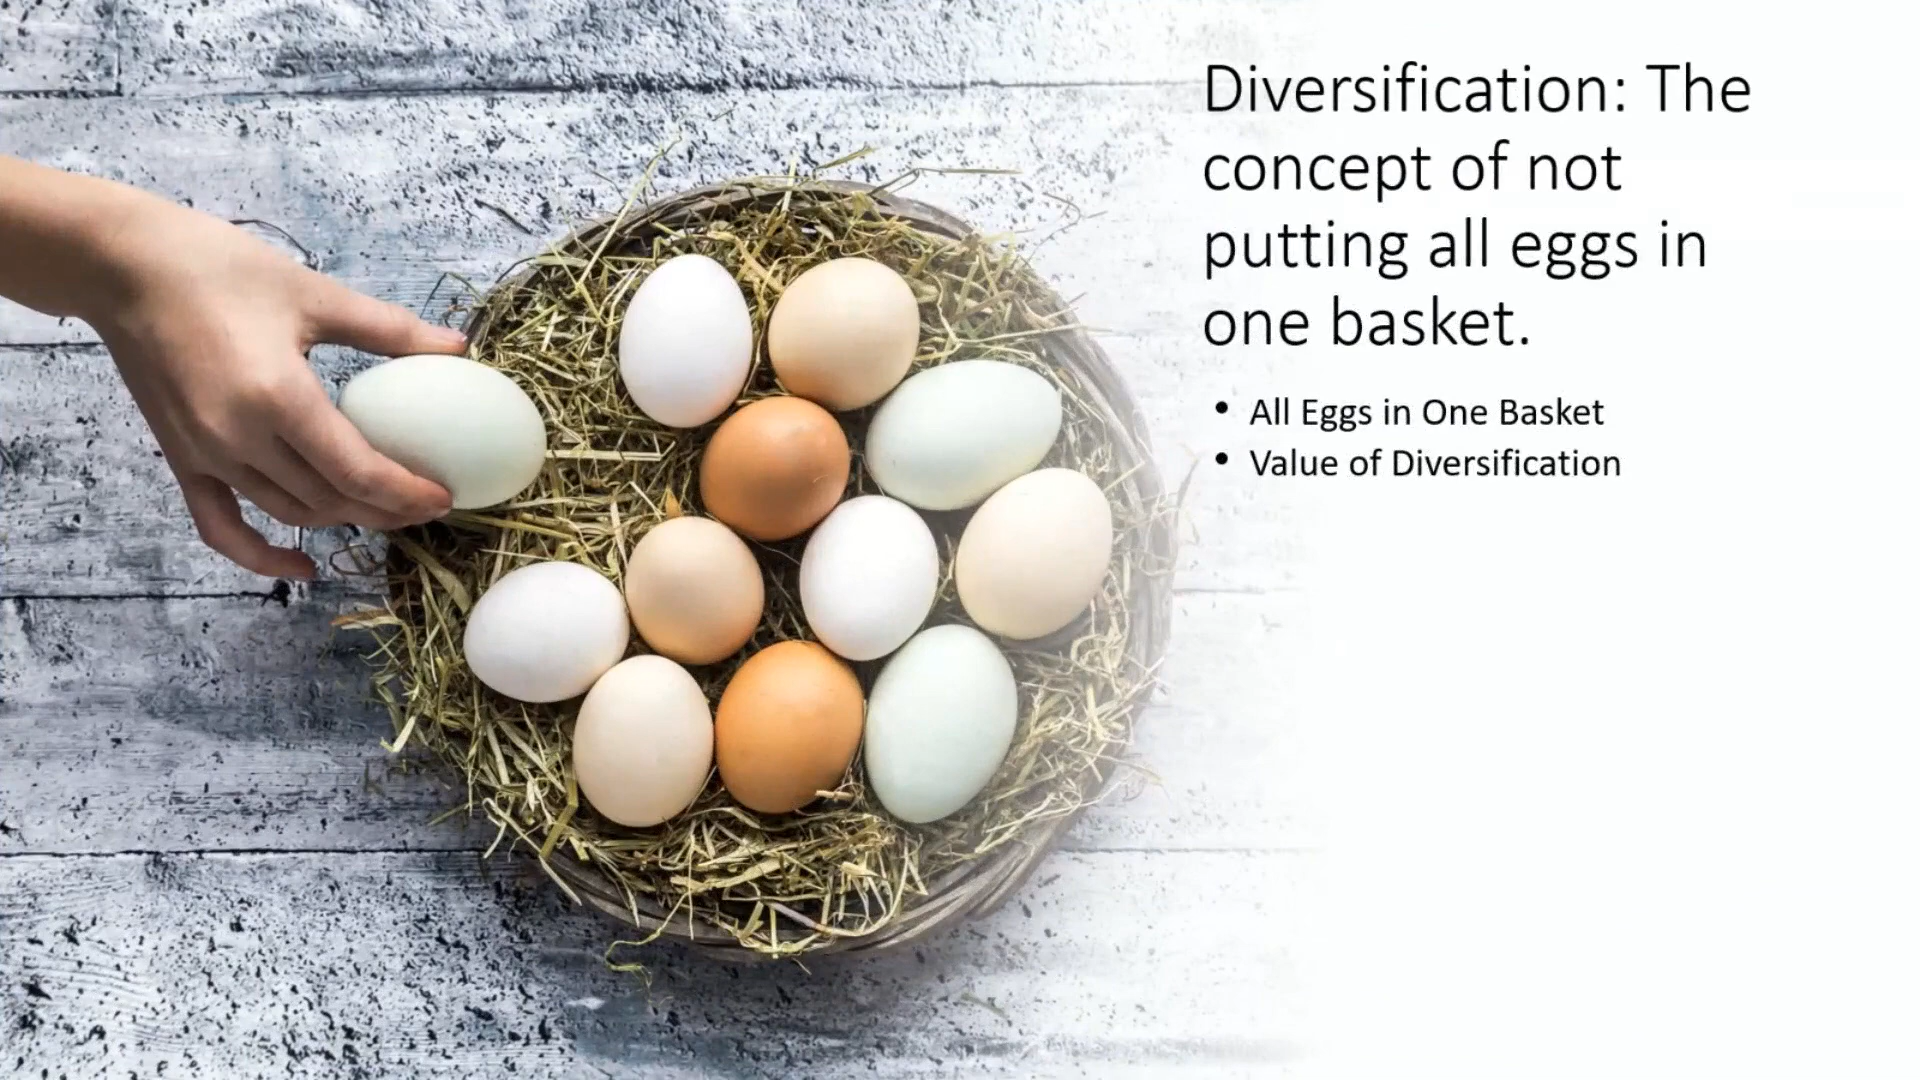 Diversification: The
concept of not
putting all eggs in
one basket.
• All Eggs in One Basket
• Value of Diversification